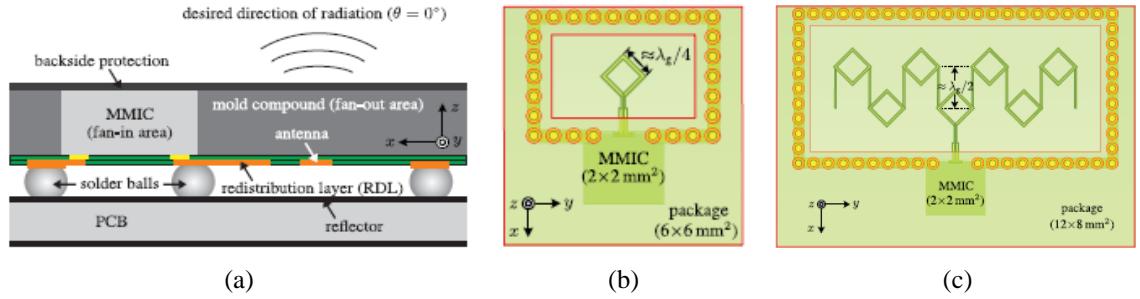 desired direction of radiation (θ = 0°)
backside protection
MMIC
(fan-in area)
mold compound (fan-out area)
antenna
z
x
y
solder balls
redistribution layer (RDL)
PCB
reflector
(a)
≈λg/4
MMIC
(2×2 mm²)
z
y
x
package
(6×6 mm²)
(b)
≈λg/2
MMIC
(2×2 mm²)
z
y
x
package
(12×8 mm²)
(c)